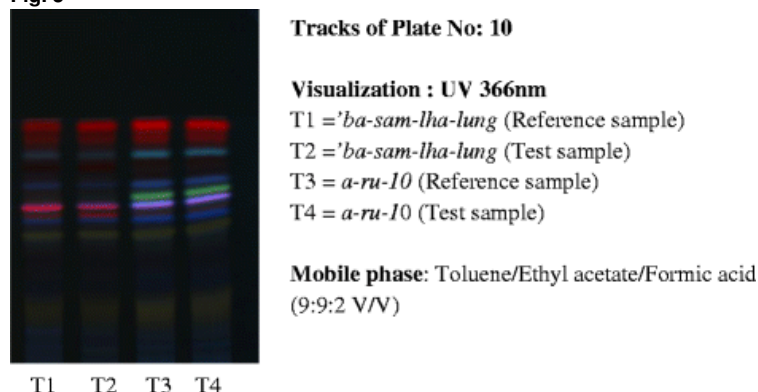 Tracks of Plate No: 10
Visualization : UV 366nm
T1 ='ba-sam-lha-lung (Reference sample)
T2 ='ba-sam-lha-lung (Test sample)
T3 = a-ru-10 (Reference sample)
T4 = a-ru-10 (Test sample)
Mobile phase: Toluene/Ethyl acetate/Formic acid
(9:9:2 V/V)
T1 T2 T3 T4